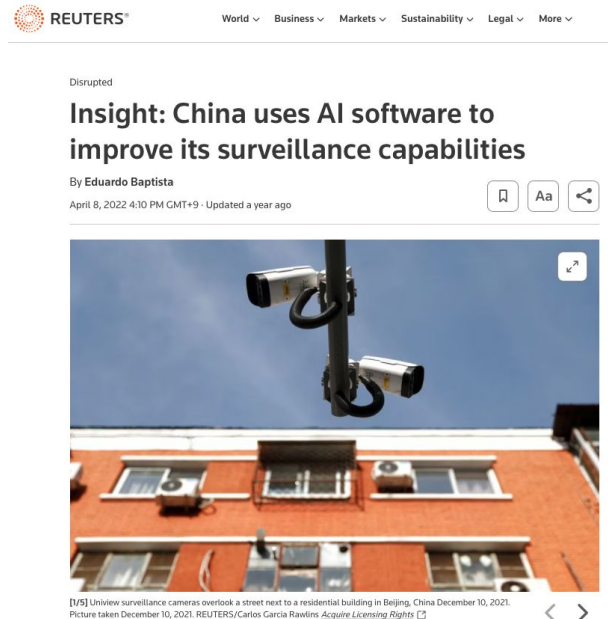 REUTERS®
World Business Markets Sustainability Legal More
Disrupted
Insight: China uses AI software to
improve its surveillance capabilities
By Eduardo Baptista
April 8, 2022 4:10 PM GMT+9 · Updated a year ago
Aa
[1/5] Uniview surveillance cameras overlook a street next to a residential building in Beijing, China December 10, 2021.
Picture taken December 10, 2021. REUTERS/Carlos Garcia Rawlins Acquire Licensing Rights